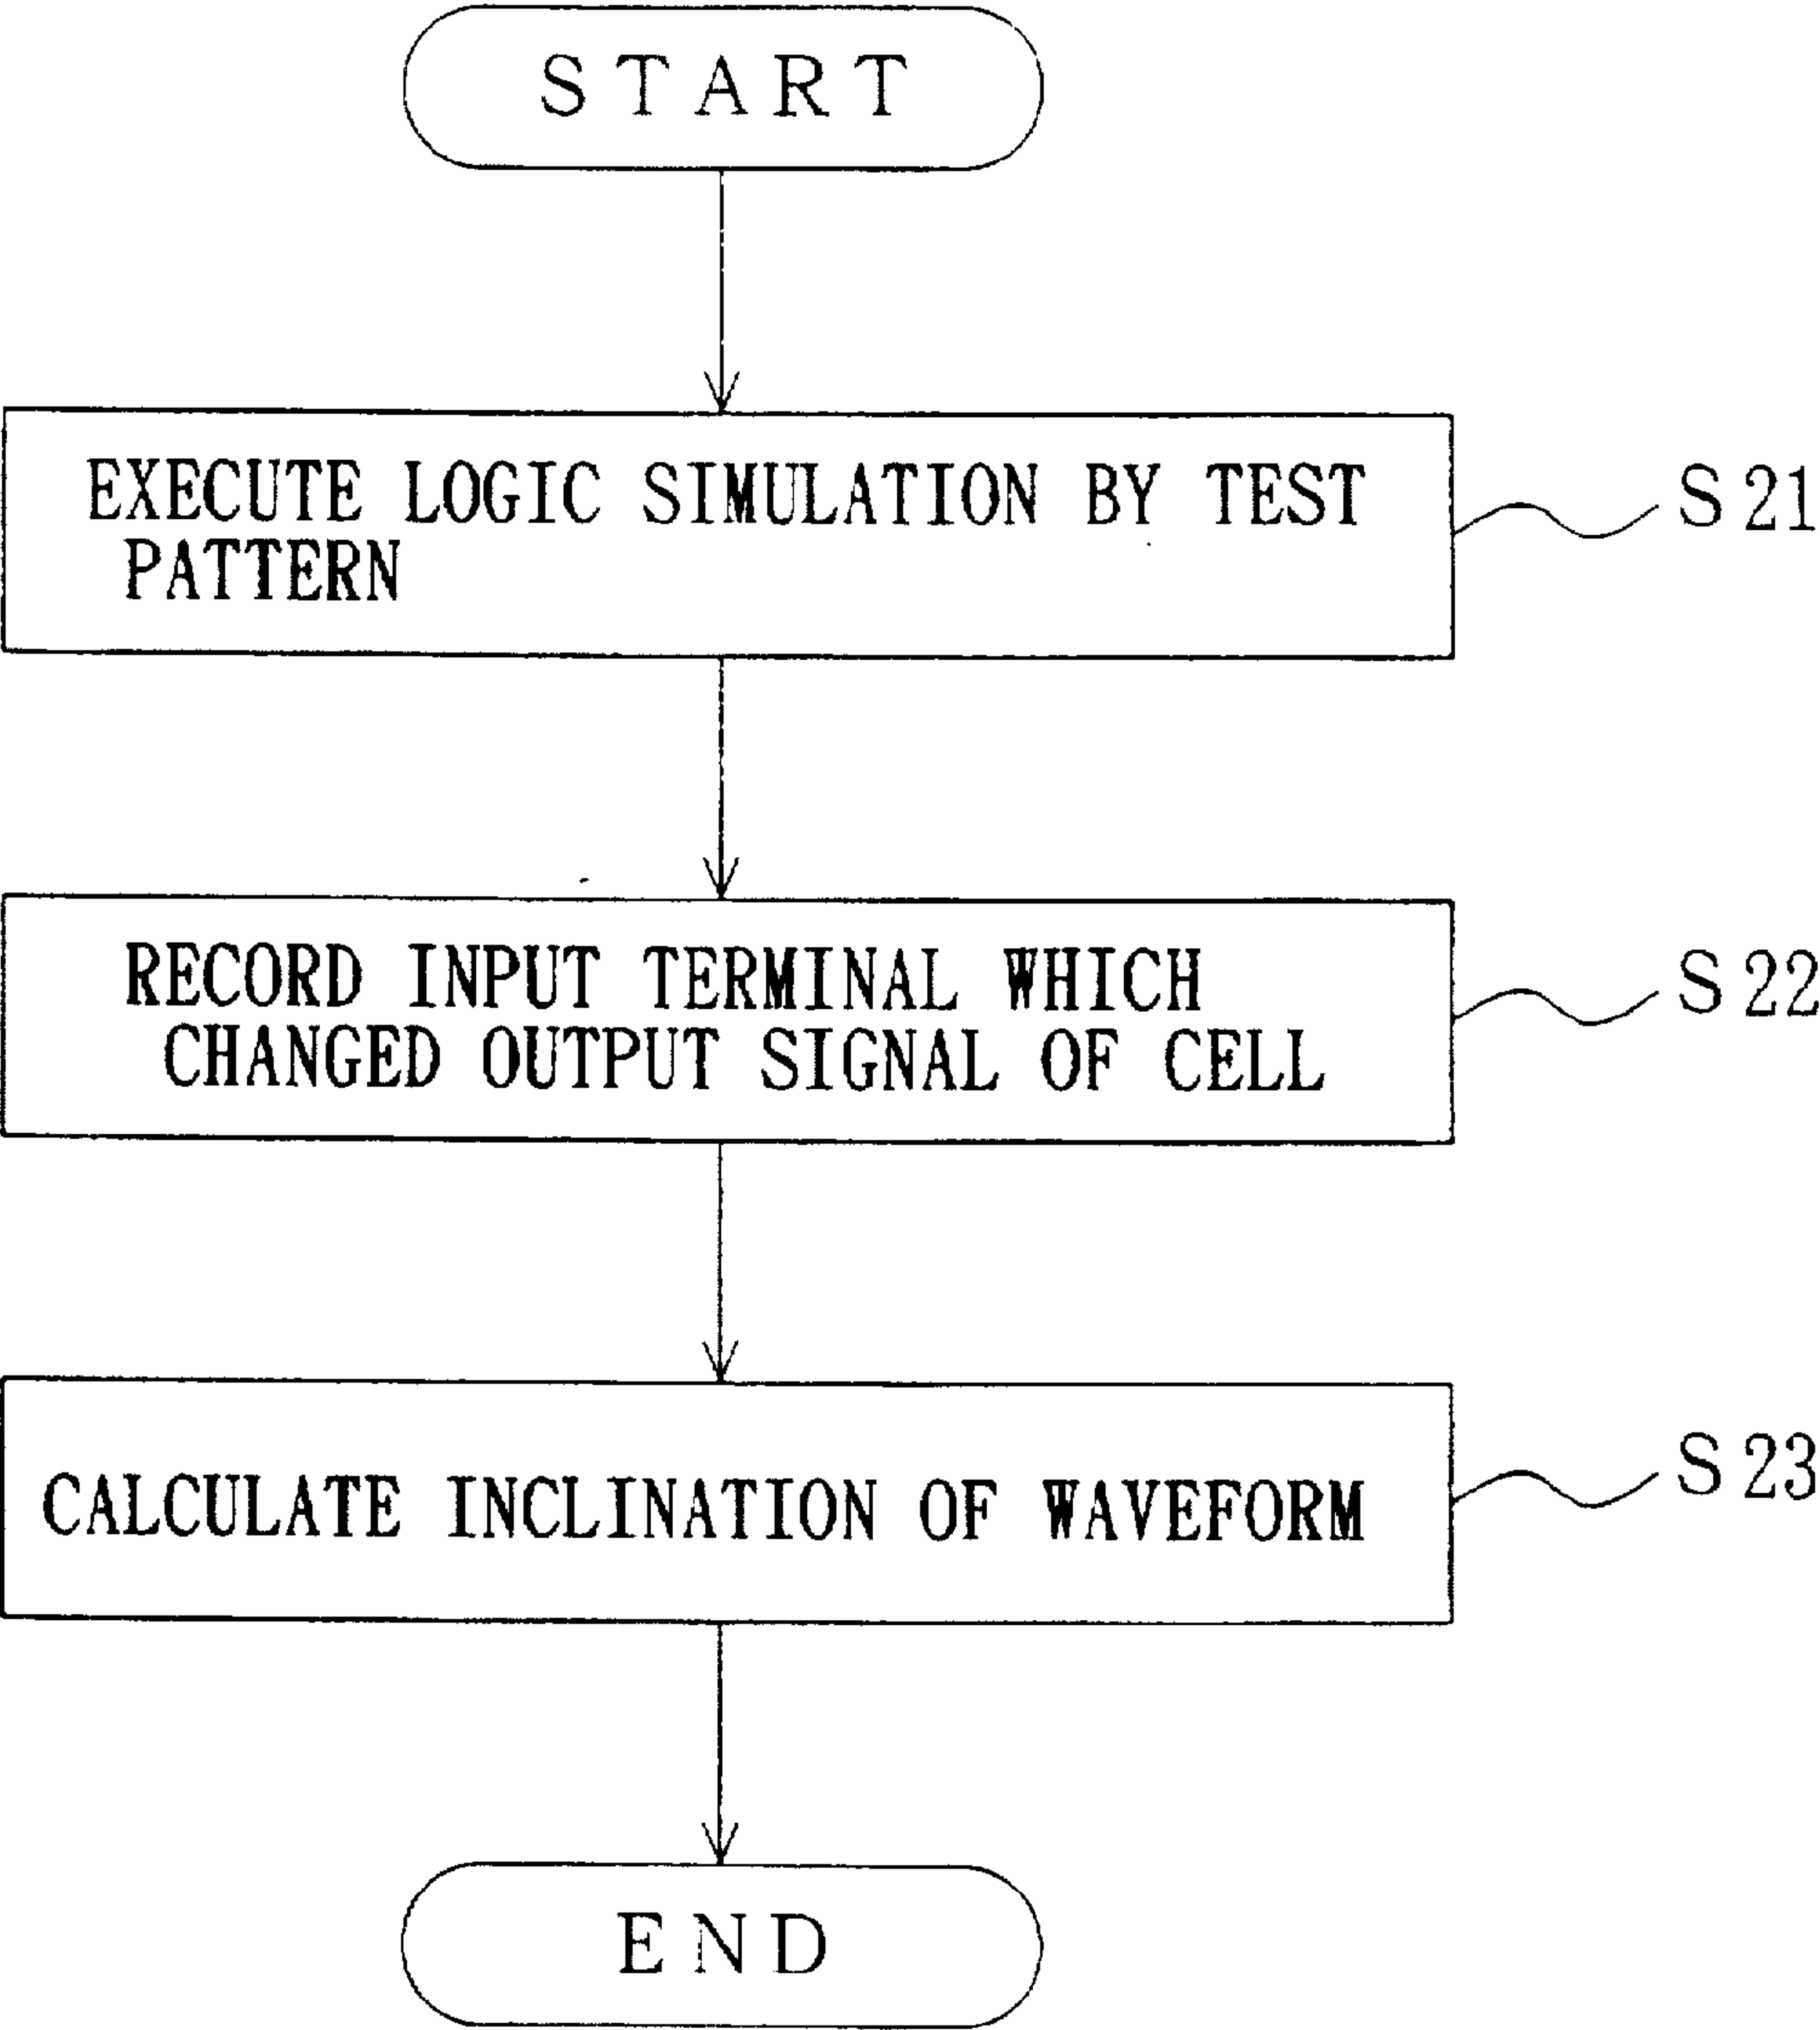 START
EXECUTE LOGIC SIMULATION BY TEST
PATTERN
S21
RECORD INPUT TERMINAL WHICH
CHANGED OUTPUT SIGNAL OF CELL
S22
CALCULATE INCLINATION OF WAVEFORM
S23
END